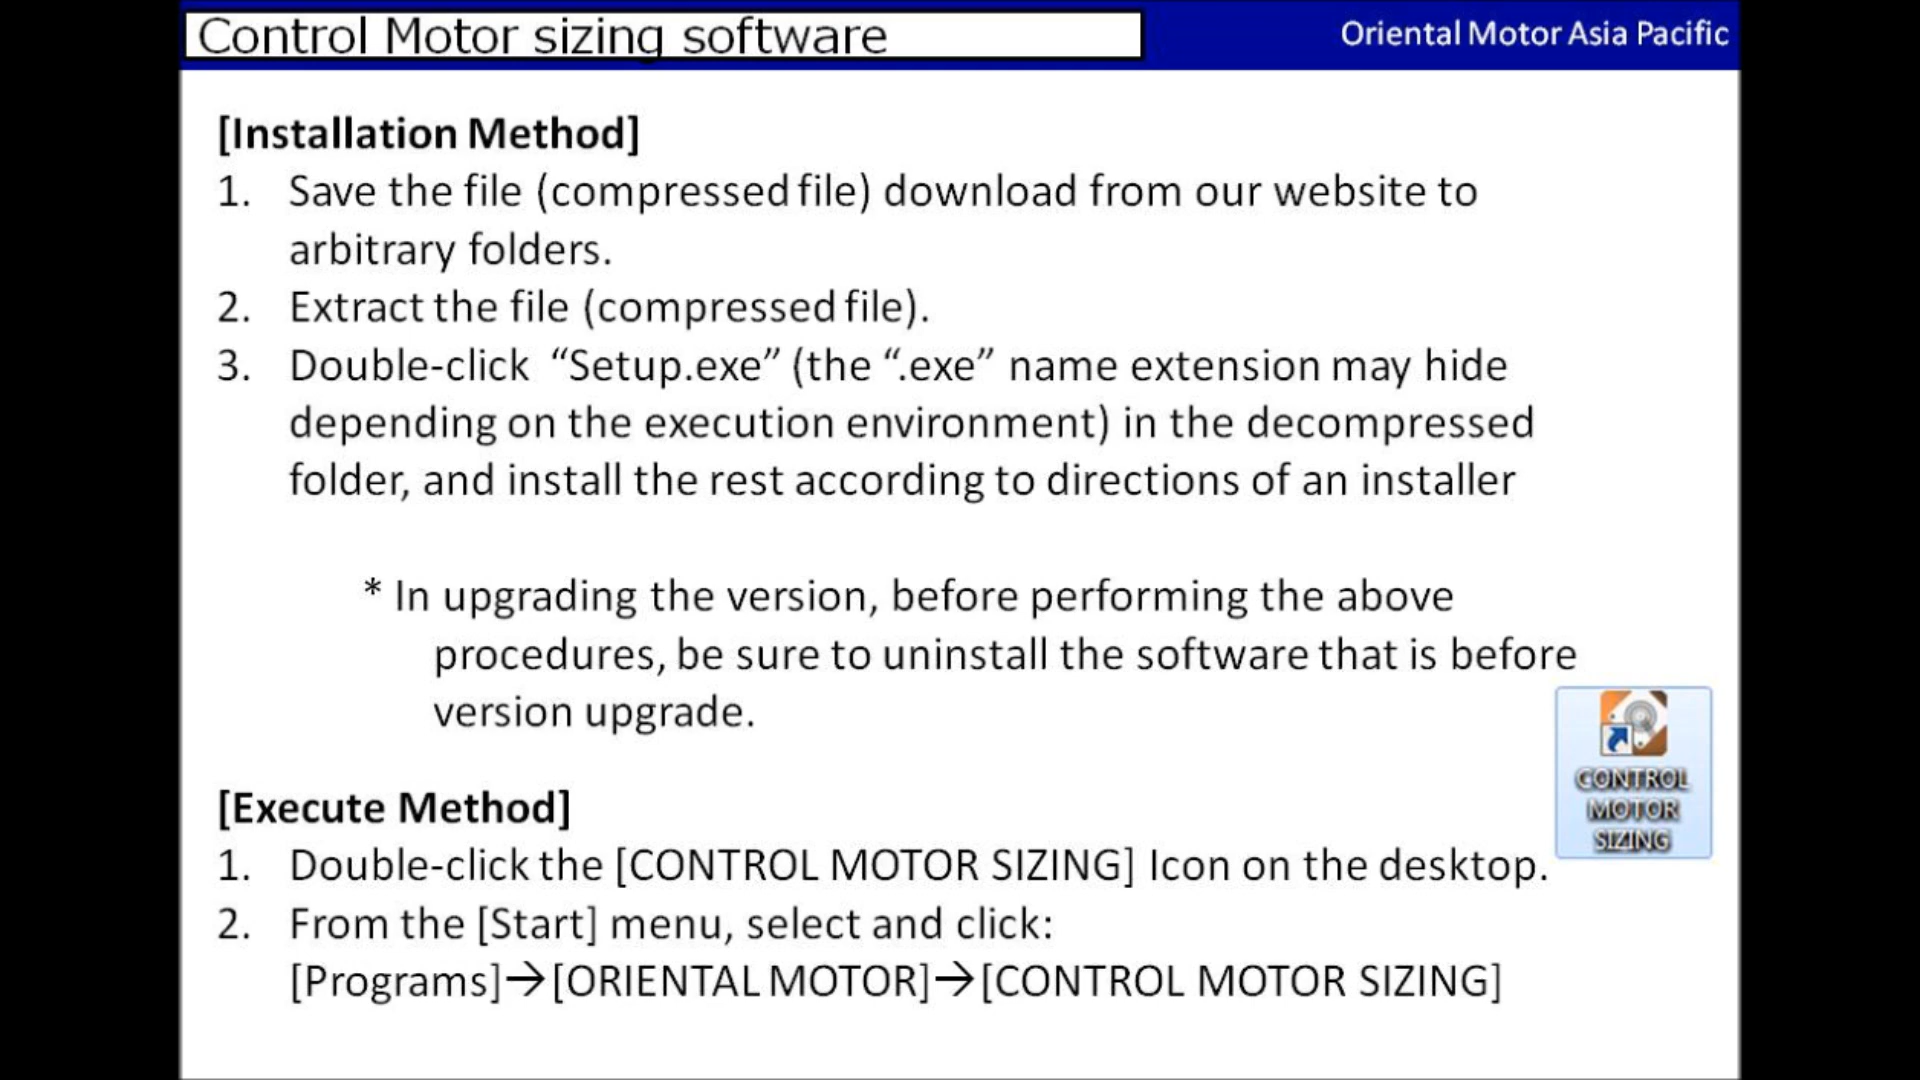 Control Motor sizing software
Oriental Motor Asia Pacific
[Installation Method]
1. Save the file (compressed file) download from our website to
arbitrary folders.
2. Extract the file (compressed file).
3. Double-click “Setup.exe” (the “.exe” name extension may hide
depending on the execution environment) in the decompressed
folder, and install the rest according to directions of an installer
* In upgrading the version, before performing the above
procedures, be sure to uninstall the software that is before
version upgrade.
CONTROL
MOTOR
SIZING
[Execute Method]
1. Double-click the [CONTROL MOTOR SIZING] Icon on the desktop.
2. From the [Start] menu, select and click:
[Programs]→[ORIENTAL MOTOR]→[CONTROL MOTOR SIZING]